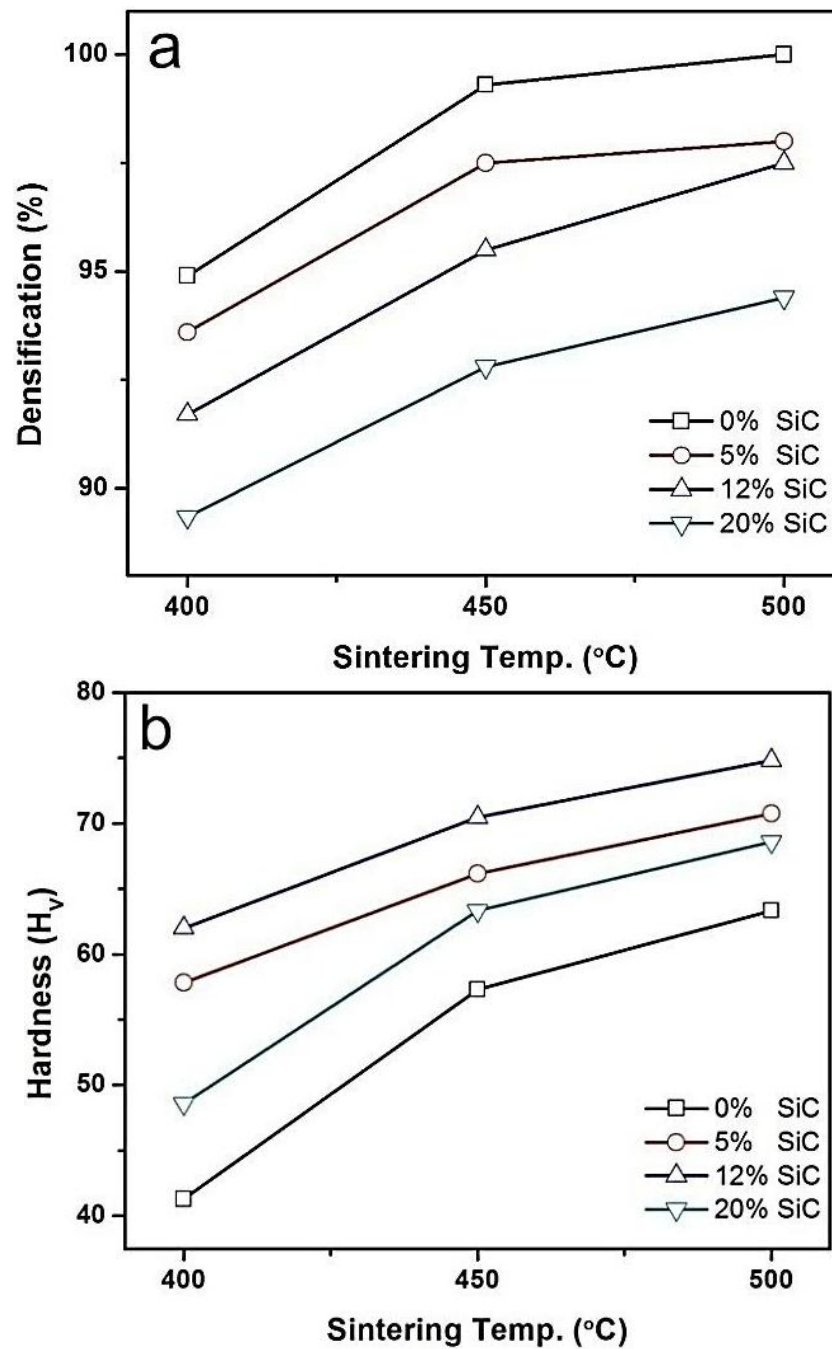 a
100
95
90
Densification (%)
0% SiC
5% SiC
12% SiC
20% SiC
400 450 500
Sintering Temp. (°C)
b
80
70
60
50
40
Hardness (Hv)
0% SiC
5% SiC
12% SiC
20% SiC
400 450 500
Sintering Temp. (°C)